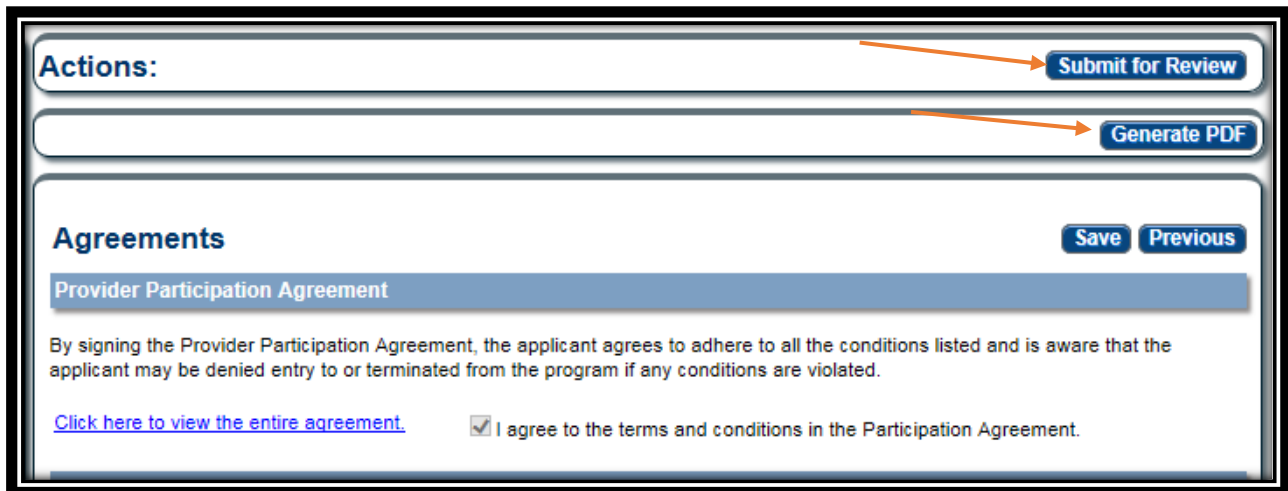 Actions:
Submit for Review
Generate PDF
Agreements
Save Previous
Provider Participation Agreement
By signing the Provider Participation Agreement, the applicant agrees to adhere to all the conditions listed and is aware that the
applicant may be denied entry to or terminated from the program if any conditions are violated.
Click here to view the entire agreement. I agree to the terms and conditions in the Participation Agreement.